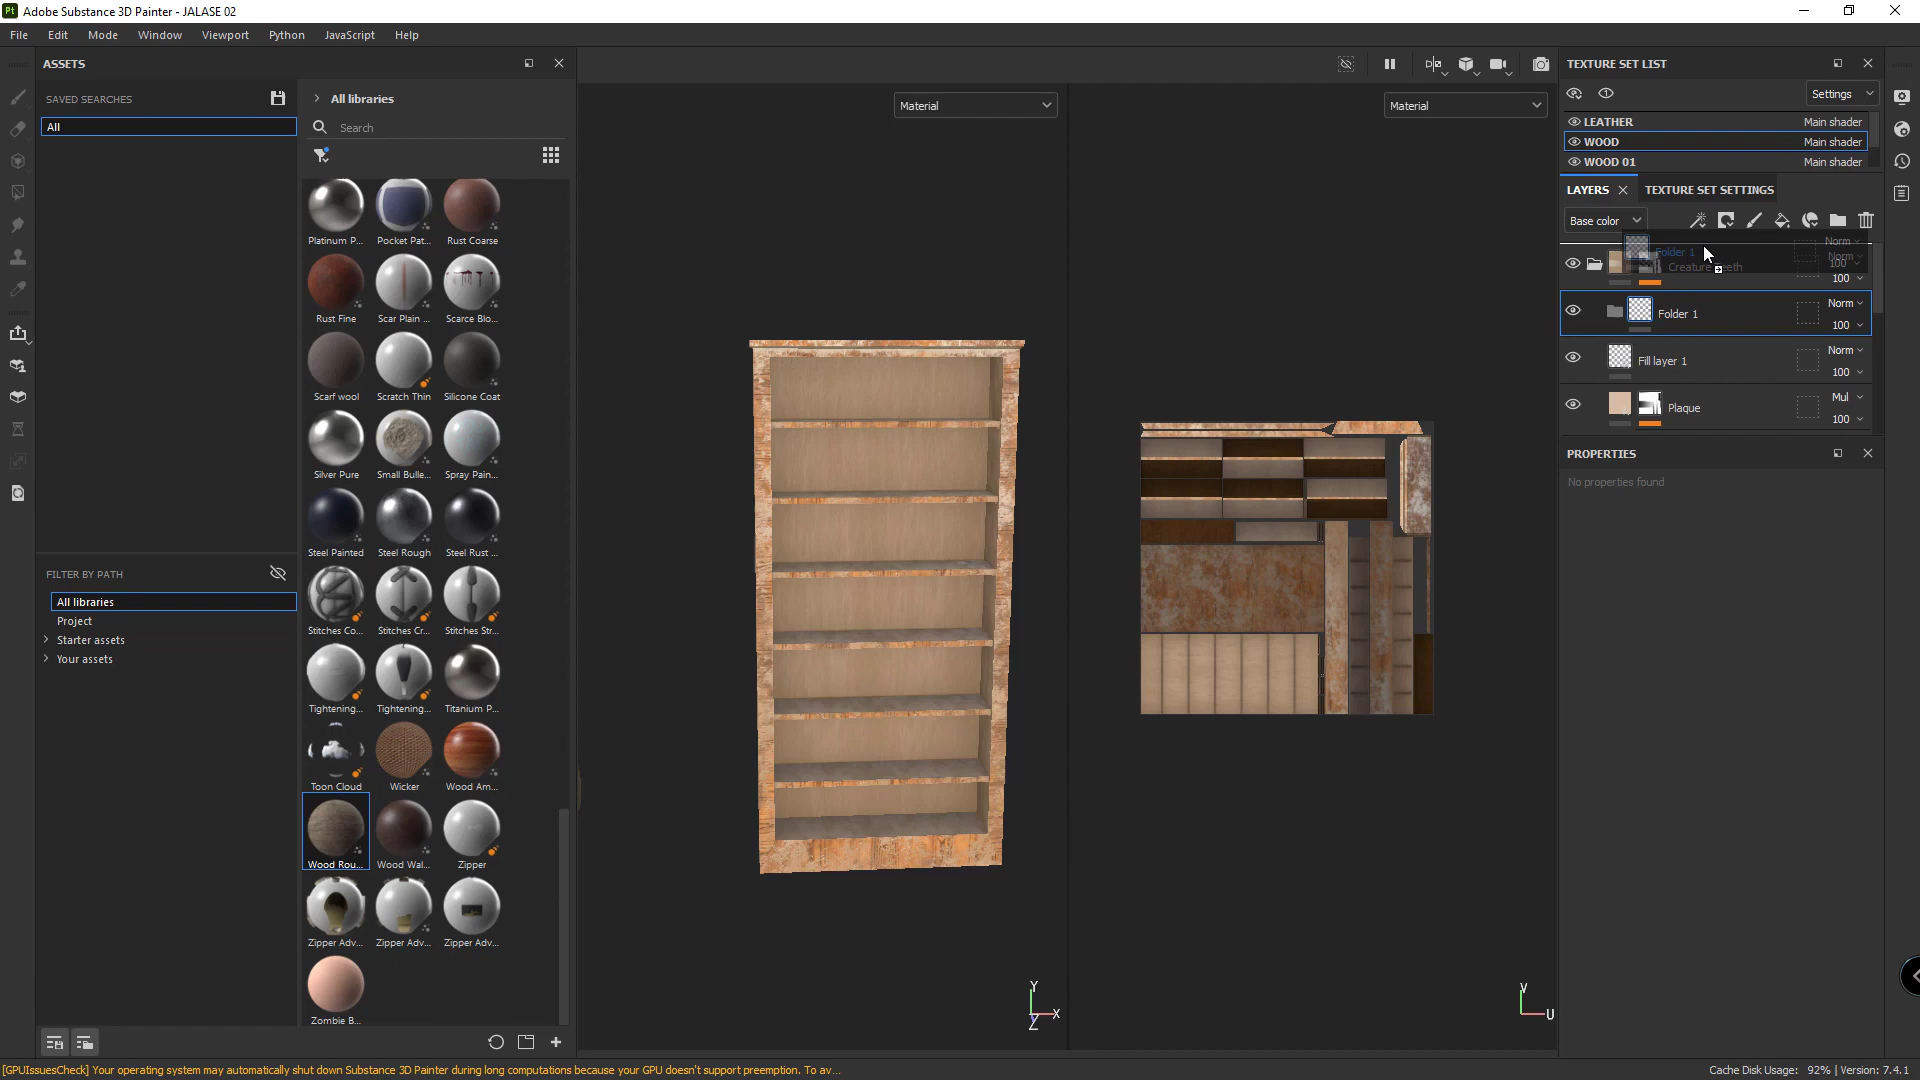 Adobe Substance 3D Painter - JALASE 02
File Edit Mode Window Viewport Python JavaScript Help
ASSETS
SAVED SEARCHES
All
FILTER BY PATH
All libraries
Project
Starter assets
Your assets
All libraries
Search
Platinum P... Pocket Pat... Rust Coarse
Rust Fine Scar Plain ... Scarce Blo...
Scarf wool Scratch Thin Silicone Coat
Silver Pure Small Bulle... Spray Pain...
Steel Painted Steel Rough Steel Rust ...
Stitches Co... Stitches Cr... Stitches Str...
Tightening... Tightening... Titanium P...
Toon Cloud Wicker Wood Am...
Wood Rou... Wood Wal... Zipper
Zipper Adv... Zipper Adv... Zipper Adv...
Zombie B...
Material
Material
Y
X
Z
V
U
TEXTURE SET LIST
Settings
LEATHER Main shader
WOOD Main shader
WOOD 01 Main shader
LAYERS TEXTURE SET SETTINGS
Base color
Folder 1 Norm
Norm
100
100
Folder 1 Norm
100
Fill layer 1 Norm
100
Plaque Mul
100
PROPERTIES
No properties found
[GPUIssuesCheck] Your operating system may automatically shut down Substance 3D Painter during long computations because your GPU doesn't support preemption. To av...
Cache Disk Usage: 92% | Version: 7.4.1